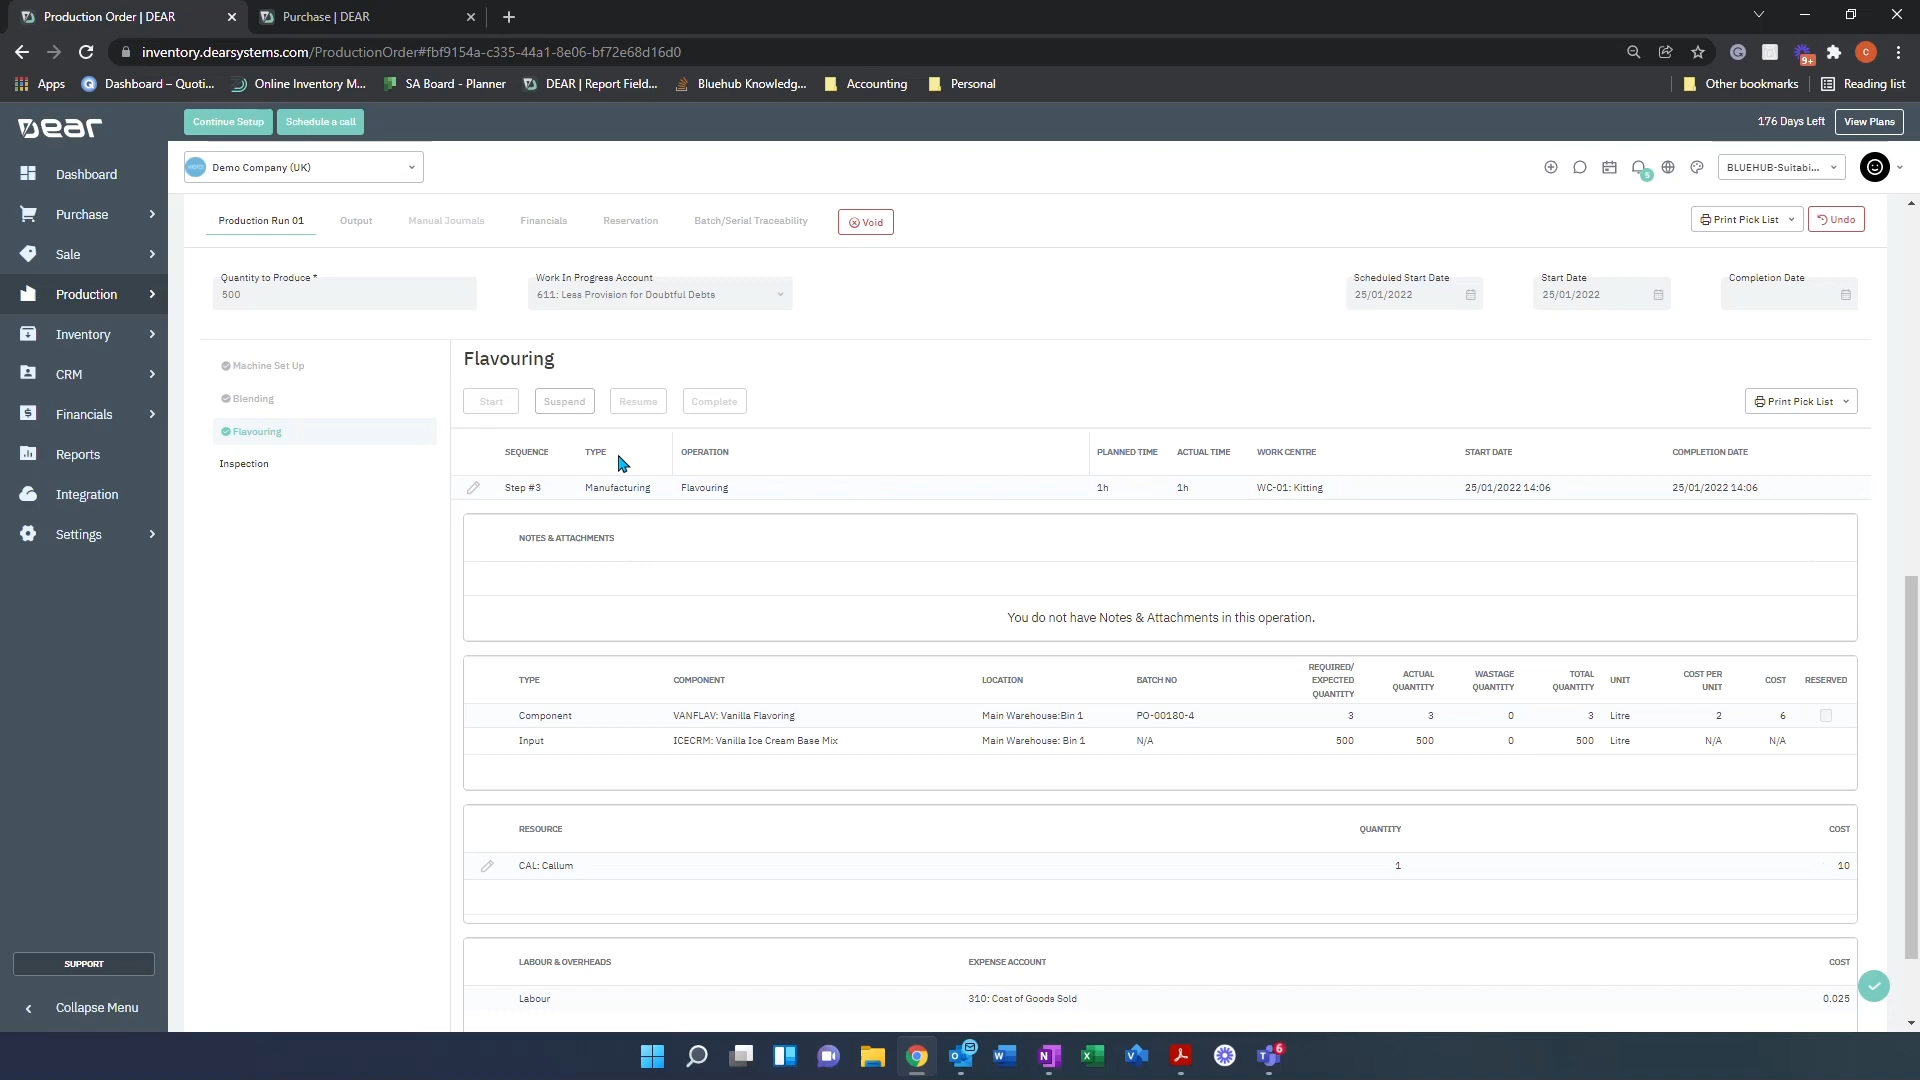 Production Order | DEAR
Purchase | DEAR
inventory.dearsystems.com/ProductionOrder#fbf9154a-c335-44a1-8e06-bf72e68d16d0
9+
C
Apps
Dashboard – Quoti...
Online Inventory M...
SA Board - Planner
DEAR | Report Field...
Bluehub Knowledg...
Accounting
Personal
Other bookmarks
Reading list
Dear
Continue Setup
Schedule a call
176 Days Left
View Plans
Dashboard
Purchase
Sale
Production
Inventory
CRM
Financials
Reports
Integration
Settings
SUPPORT
Collapse Menu
Demo Company (UK)
5
BLUEHUB-Suitabi...
Production Run 01
Output
Manual Journals
Financials
Reservation
Batch/Serial Traceability
Void
Print Pick List
Undo
Quantity to Produce *
500
Work In Progress Account
611: Less Provision for Doubtful Debts
Scheduled Start Date
25/01/2022
Start Date
25/01/2022
Completion Date
Machine Set Up
Blending
Flavouring
Inspection
Flavouring
Start
Suspend
Resume
Complete
Print Pick List
SEQUENCE TYPE OPERATION PLANNED TIME ACTUAL TIME WORK CENTRE START DATE COMPLETION DATE
Step #3 Manufacturing Flavouring 1h 1h WC-01: Kitting 25/01/2022 14:06 25/01/2022 14:06
NOTES & ATTACHMENTS
You do not have Notes & Attachments in this operation.
TYPE COMPONENT LOCATION BATCH NO REQUIRED/ EXPECTED QUANTITY ACTUAL QUANTITY WASTAGE QUANTITY TOTAL QUANTITY UNIT COST PER UNIT COST RESERVED
Component VANFLAV: Vanilla Flavoring Main Warehouse:Bin 1 PO-00180-4 3 3 0 3 Litre 2 6
Input ICECRM: Vanilla Ice Cream Base Mix Main Warehouse: Bin 1 N/A 500 500 0 500 Litre N/A N/A
RESOURCE QUANTITY COST
CAL: Callum 1 10
LABOUR & OVERHEADS EXPENSE ACCOUNT COST
Labour 310: Cost of Goods Sold 0.025
6